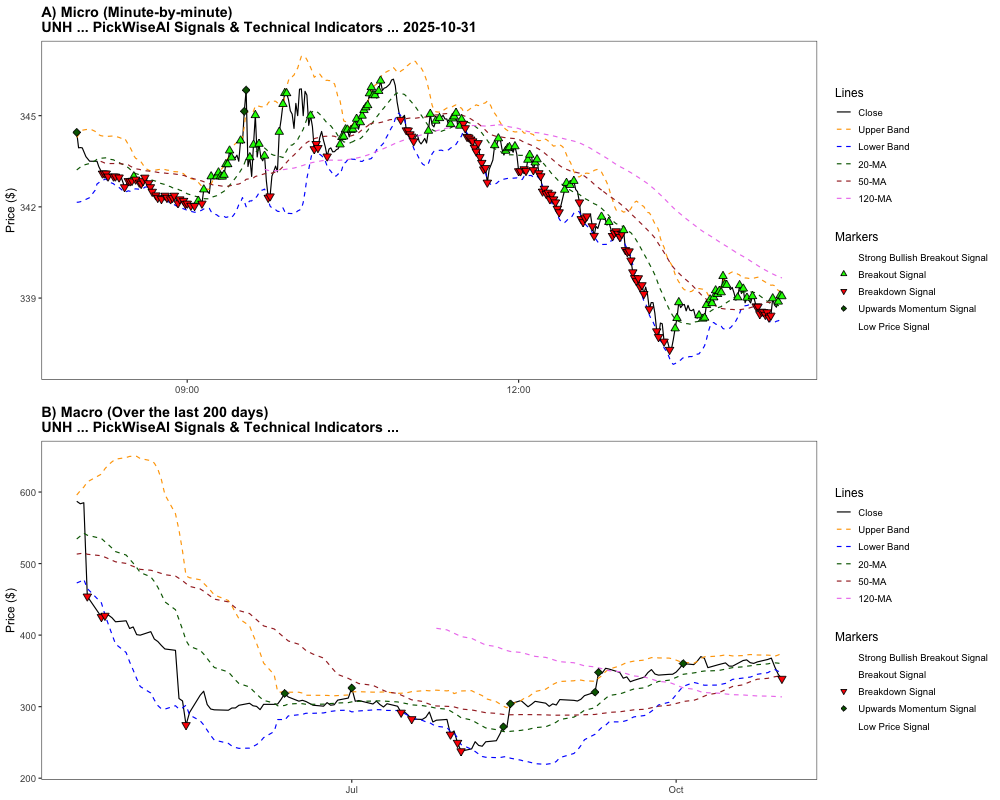 A) Micro (Minute-by-minute)
UNH ... PickWiseAI Signals & Technical Indicators ... 2025-10-31
Price ($)
345
342
339
09:00
12:00
Lines
Close
Upper Band
Lower Band
20-MA
50-MA
120-MA
Markers
Strong Bullish Breakout Signal
Breakout Signal
Breakdown Signal
Upwards Momentum Signal
Low Price Signal
B) Macro (Over the last 200 days)
UNH ... PickWiseAI Signals & Technical Indicators ...
Price ($)
600
500
400
300
200
Jul
Oct
Lines
Close
Upper Band
Lower Band
20-MA
50-MA
120-MA
Markers
Strong Bullish Breakout Signal
Breakout Signal
Breakdown Signal
Upwards Momentum Signal
Low Price Signal